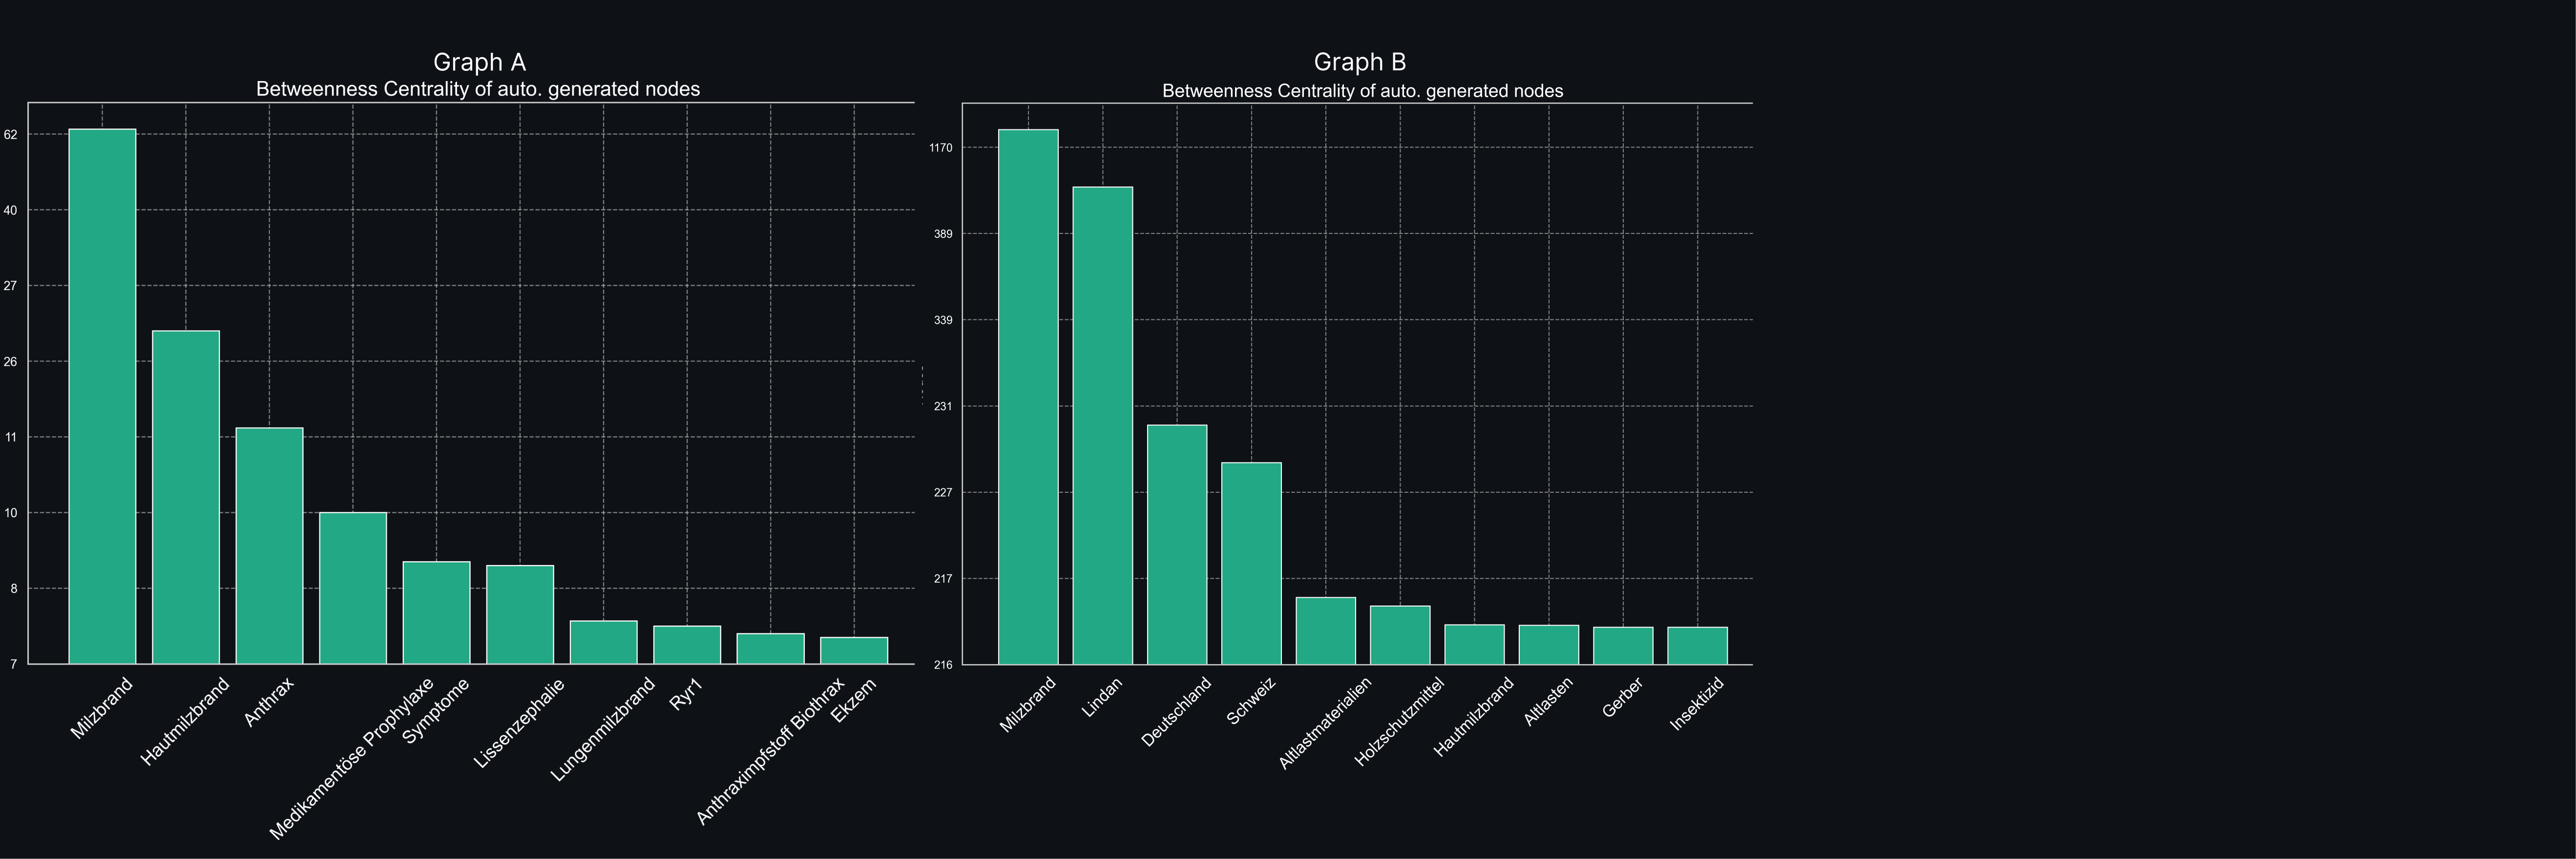 Graph A
Betweenness Centrality of auto. generated nodes
62
40
27
26
11
10
8
7
Milzbrand
Hautmilzbrand
Anthrax
Medikamentöse Prophylaxe
Symptome
Lissenzephalie
Lungenmilzbrand
Ryr1
Anthraximpfstoff Biothrax
Ekzem
Graph B
Betweenness Centrality of auto. generated nodes
1170
389
339
231
227
217
216
Milzbrand
Lindan
Deutschland
Schweiz
Altlastmaterialien
Holzschutzmittel
Hautmilzbrand
Altlasten
Gerber
Insektizid